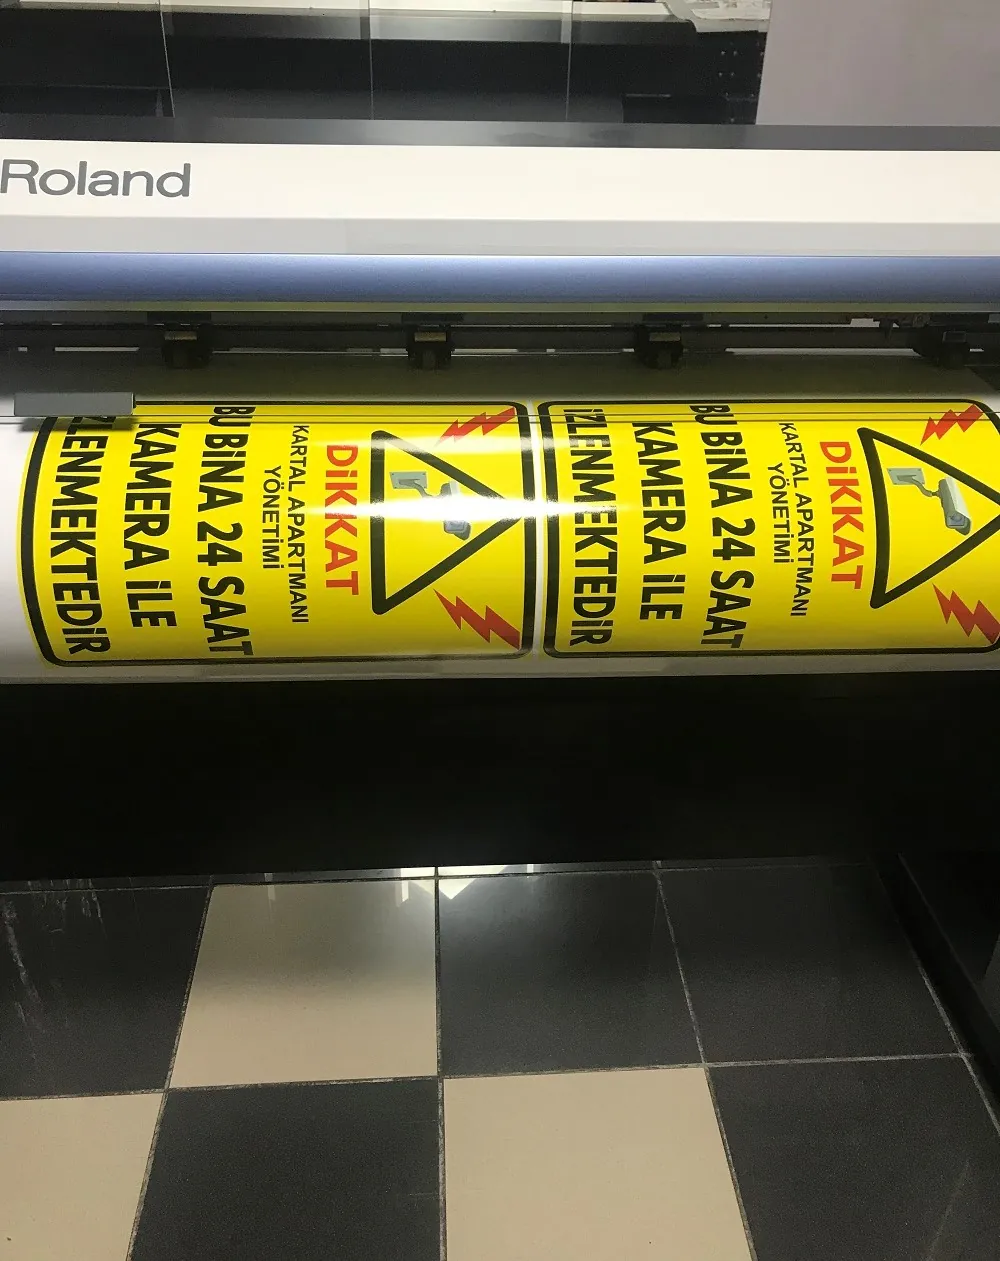 Roland
DİKKAT
KARTAL APARTMANI
YÖNETİMİ
BU BİNA 24 SAAT
KAMERA İLE
İZLENMEKTEDİR
DİKKAT
KARTAL APARTMANI
YÖNETİMİ
BU BİNA 24 SAAT
KAMERA İLE
İZLENMEKTEDİR